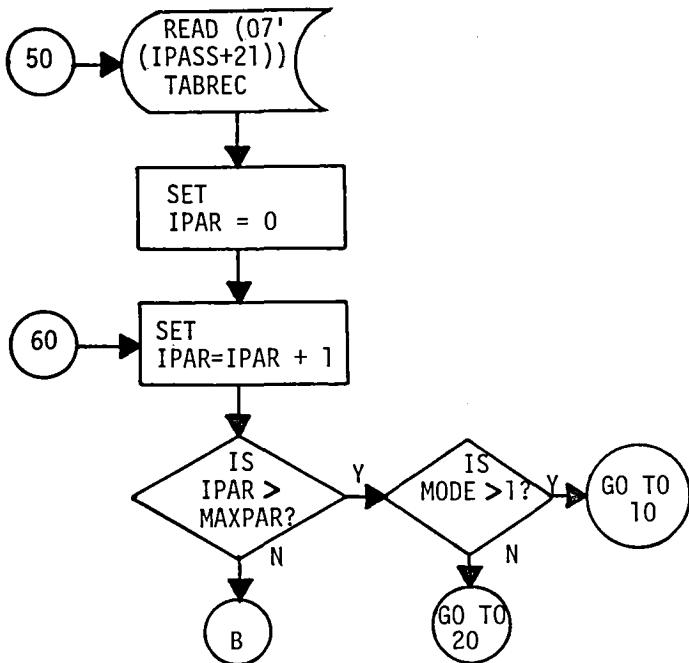 50
READ (07'
(IPASS+21))
TABREC
SET
IPAR = 0
60
SET
IPAR=IPAR + 1
IS
IPAR >
MAXPAR?
Y
N
IS
MODE >1?
Y
N
GO TO
10
B
GO TO
20